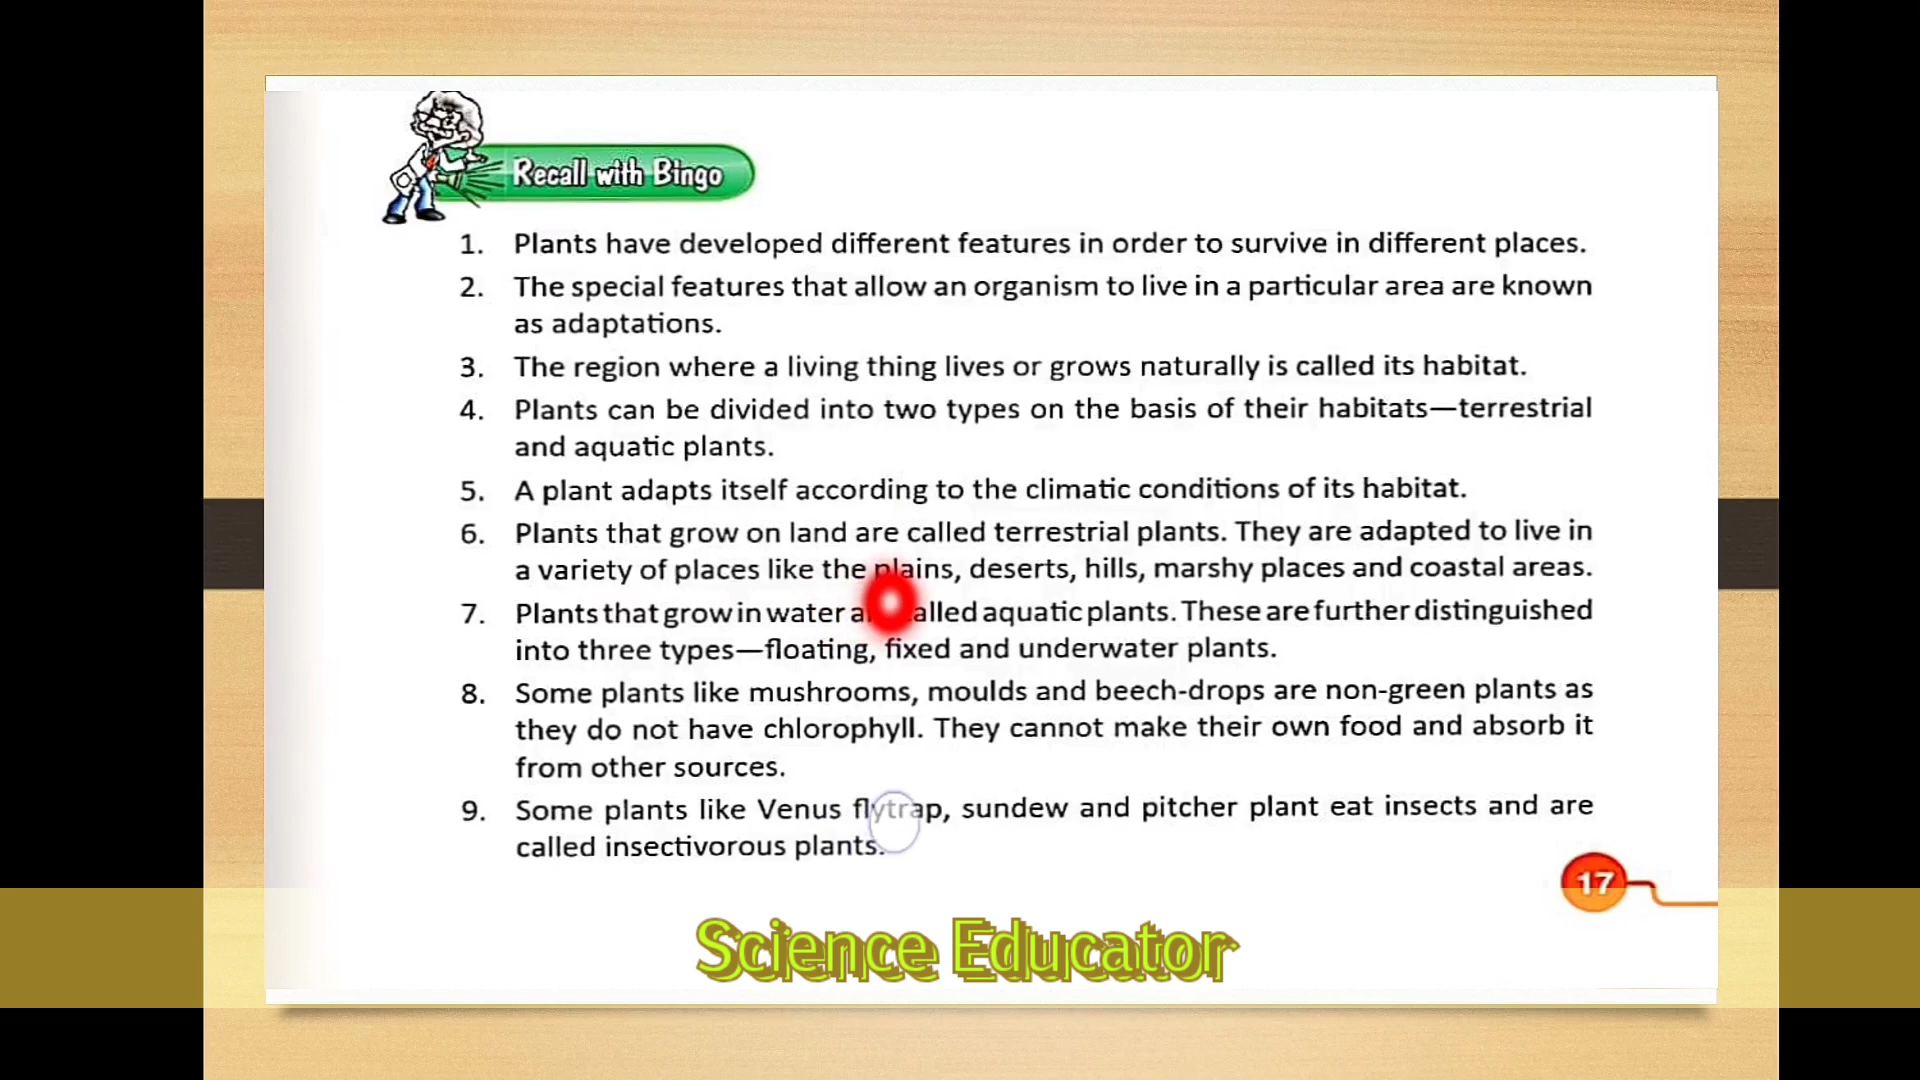 Recall with Bingo
1. Plants have developed different features in order to survive in different places.
2. The special features that allow an organism to live in a particular area are known
as adaptations.
3. The region where a living thing lives or grows naturally is called its habitat.
4. Plants can be divided into two types on the basis of their habitats—terrestrial
and aquatic plants.
5. A plant adapts itself according to the climatic conditions of its habitat.
6. Plants that grow on land are called terrestrial plants. They are adapted to live in
a variety of places like the plains, deserts, hills, marshy places and coastal areas.
7. Plants that grow in water called aquatic plants. These are further distinguished
into three types—floating, fixed and underwater plants.
8. Some plants like mushrooms, moulds and beech-drops are non-green plants as
they do not have chlorophyll. They cannot make their own food and absorb it
from other sources.
9. Some plants like Venus flytrap, sundew and pitcher plant eat insects and are
called insectivorous plants.
17
Science Educator